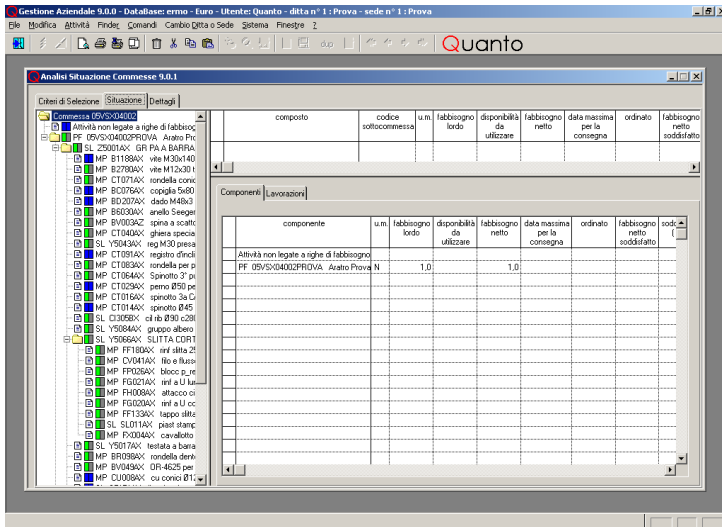 Gestione Aziendale 9.0.0 - DataBase: ermo - Euro - Utente: Quanto - ditta n° 1 : Prova - sede n° 1 : Prova
File Modifica Attività Finder Comandi Cambio Ditta o Sede Sistema Finestre ?
Quanto
Analisi Situazione Commesse 9.0.1
Criteri di Selezione Situazione Dettagli
Commessa 05VSX04002
Attività non legate a righe di fabbisog
PF 05VSX04002PROVA Aratro Pro
SL Z5001AX GR PA A BARRA
MP B1188AX vite M30x140
MP B2780AX vite M12x30 t
MP CT071AX rondella conic
MP BC076AX copiglia 5x80
MP BD207AX dado M48x3
MP B6030AX anello Seeger
MP BV003AZ spina a scatto
MP CT040AX ghiera specia
SL Y5043AX reg M30 presa
MP CT091AX registro d'incli
MP CT083AX rondella per p
MP CT064AX Spinotto 3° pu
MP CT029AX perno Ø50 pe
MP CT016AX spinotto 3a C
MP CT014AX spinotto Ø45
SL CI305BX cil rib Ø90 c28
SL Y5084AX gruppo albero
SL Y5066AX SLITTA CORT
MP FF180AX rinf slitta 25
MP CV041AX filo e flusso
MP FP026AX blocc p_re
MP FG021AX rinf a U lun
MP FH008AX attacco ci
MP FG020AX rinf a U co
MP FF133AX tappo slitta
SL SL011AX piast stamp
MP FX004AX cavallotto
SL Y5017AX testata a barra
MP BR098AX rondella dent
MP BV049AX OR-4625 per
MP CU008AX cu conici Ø12
composto codice sottocommessa u.m. fabbisogno lordo disponibilità da utilizzare fabbisogno netto data massima per la consegna ordinato fabbisogno netto soddisfatto
Componenti Lavorazioni
componente u.m. fabbisogno lordo disponibilità da utilizzare fabbisogno netto data massima per la consegna ordinato fabbisogno netto soddisfatto
Attività non legate a righe di fabbisogno
PF 05VSX04002PROVA Aratro Prova N 1,0 1,0